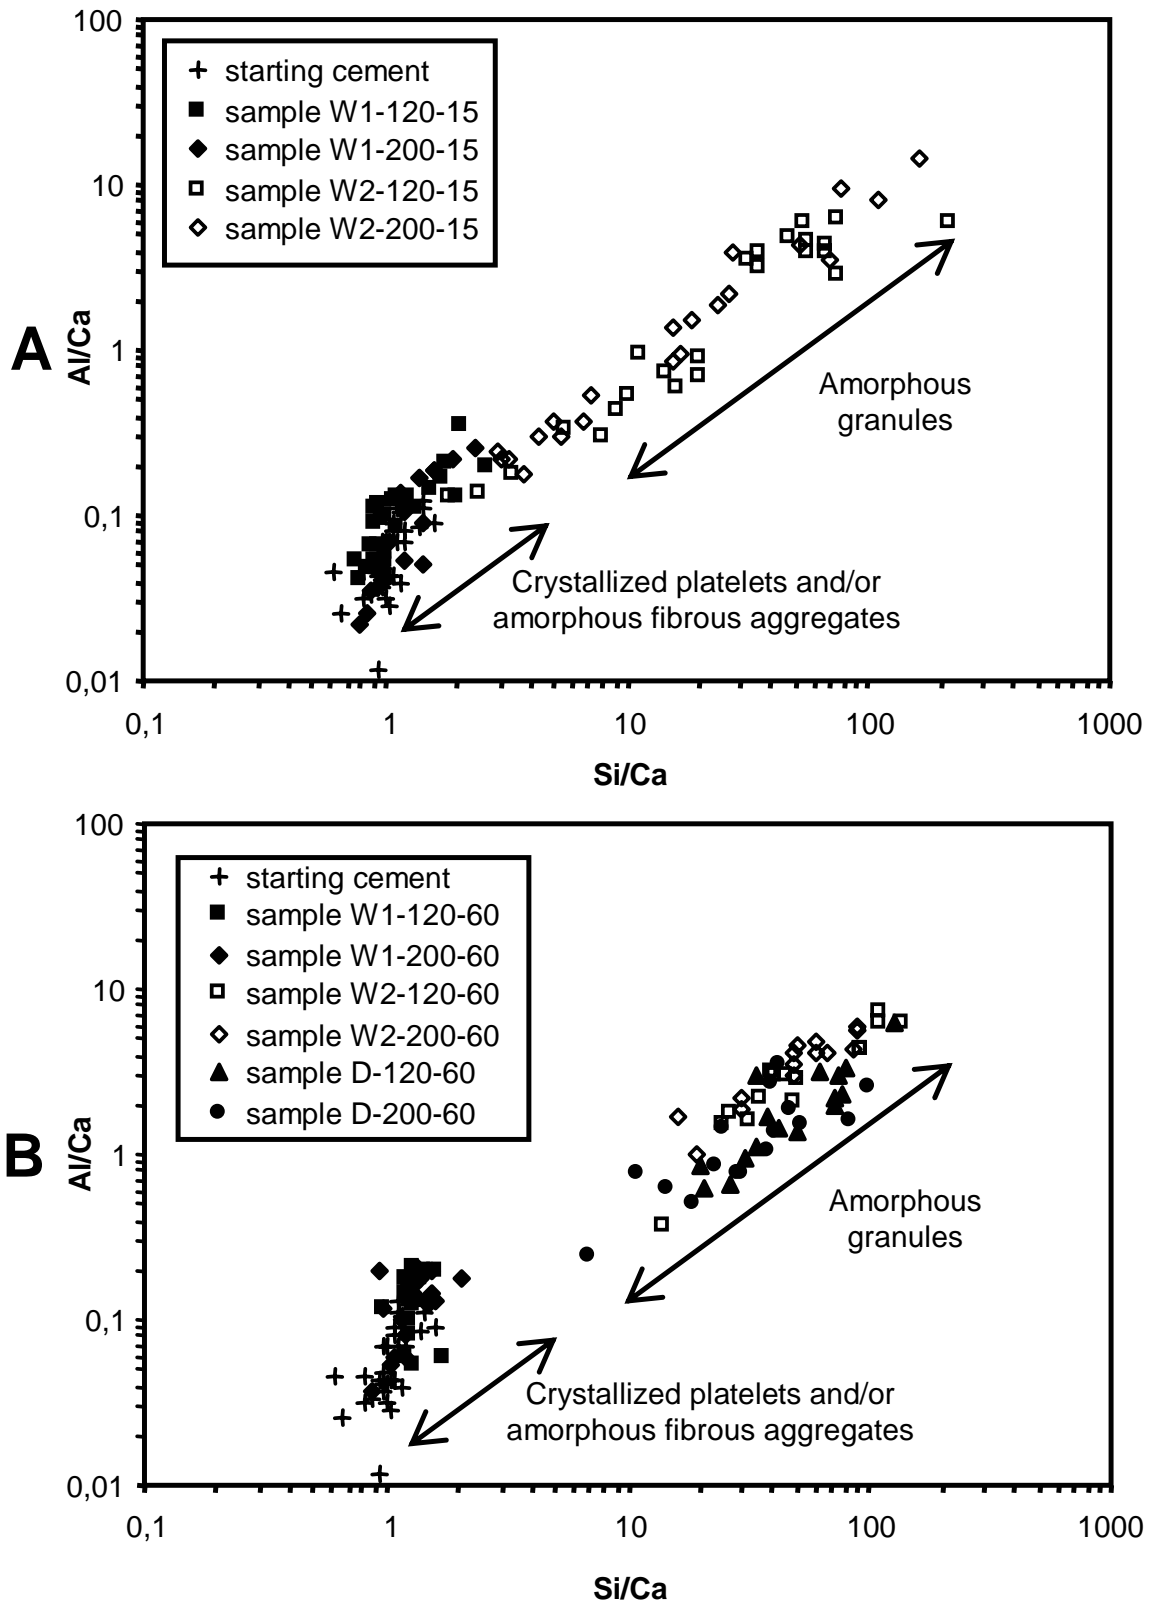 100
starting cement
sample W1-120-15
sample W1-200-15
sample W2-120-15
sample W2-200-15
10
A
Al/Ca
1
Amorphous
granules
0,1
Crystallized platelets and/or
amorphous fibrous aggregates
0,01
0,1 1 10 100 1000
Si/Ca
100
starting cement
sample W1-120-60
sample W1-200-60
sample W2-120-60
sample W2-200-60
sample D-120-60
sample D-200-60
10
B
Al/Ca
1
Amorphous
granules
0,1
Crystallized platelets and/or
amorphous fibrous aggregates
0,01
0,1 1 10 100 1000
Si/Ca